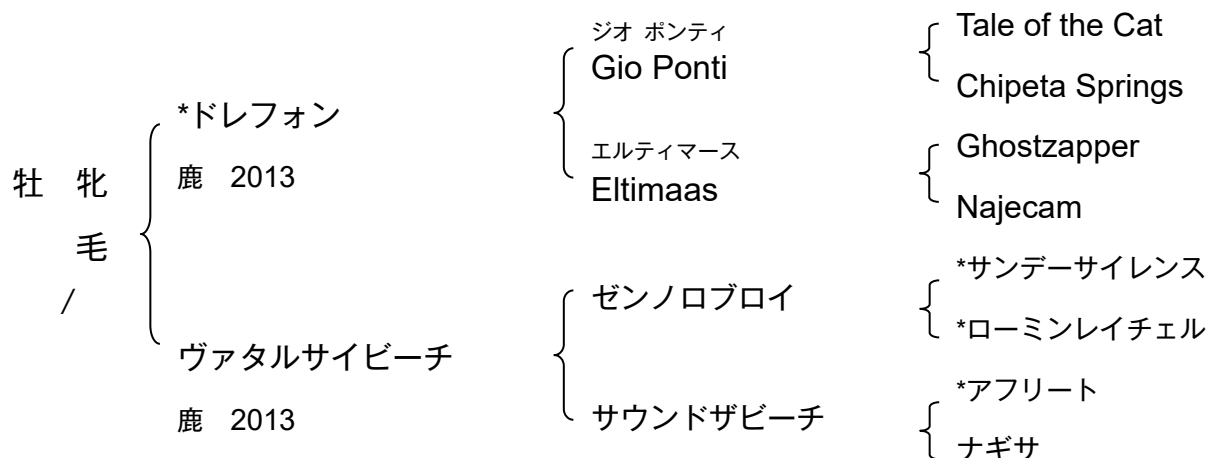 牡 牝
毛
/
*ドレフォン
鹿 2013
ヴァタルサイビーチ
鹿 2013
ジオ ポンティ
Gio Ponti
エルティマース
Eltimaas
ゼンノロブロイ
サウンドザビーチ
Tale of the Cat
Chipeta Springs
Ghostzapper
Najecam
*サンデーサイレンス
*ローミンレイチェル
*アフリート
ナギサ